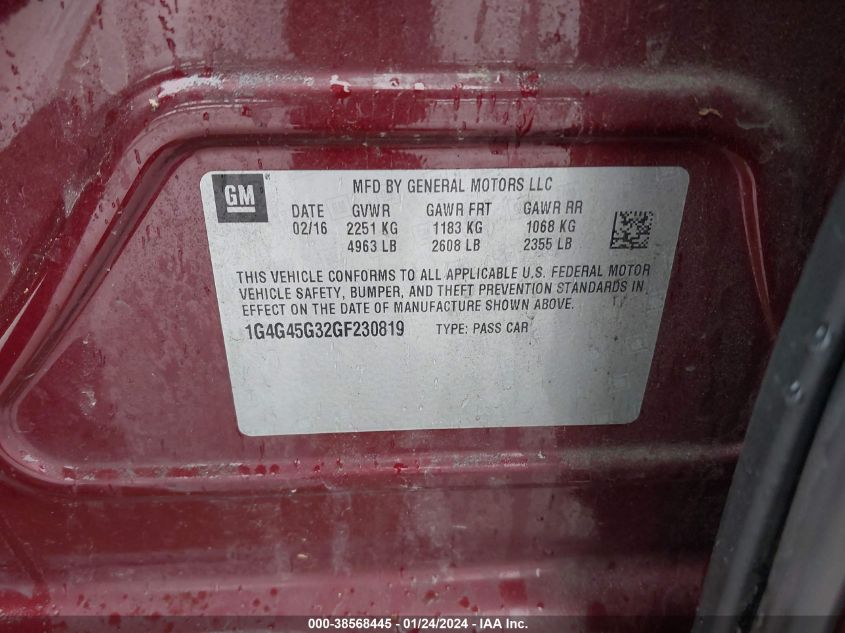 GM
MFD BY GENERAL MOTORS LLC
DATE GVWR GAWR FRT GAWR RR
02/16 2251 KG 1183 KG 1068 KG
4963 LB 2608 LB 2355 LB
THIS VEHICLE CONFORMS TO ALL APPLICABLE U.S. FEDERAL MOTOR
VEHICLE SAFETY, BUMPER, AND THEFT PREVENTION STANDARDS IN
EFFECT ON THE DATE OF MANUFACTURE SHOWN ABOVE.
1G4G45G32GF230819 TYPE: PASS CAR
000-38568445 - 01/24/2024 - IAA Inc.